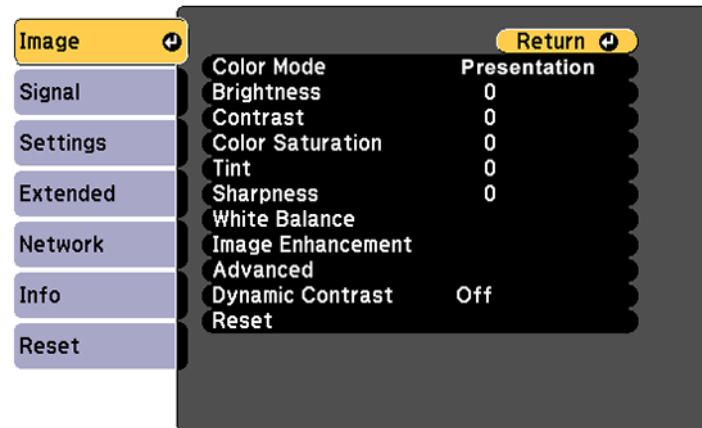 Image
Signal
Settings
Extended
Network
Info
Reset
Return
Color Mode Presentation
Brightness 0
Contrast 0
Color Saturation 0
Tint 0
Sharpness 0
White Balance
Image Enhancement
Advanced
Dynamic Contrast Off
Reset